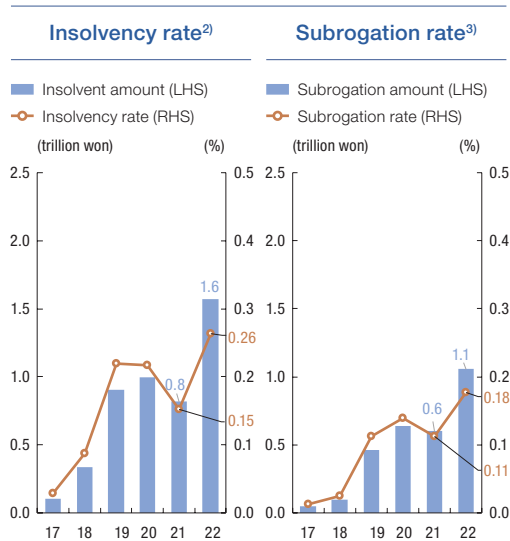 Insolvency rate2)
Insolvent amount (LHS)
Insolvency rate (RHS)
(trillion won) (%)
2.5 0.5
2.0 0.4
1.6
1.5 0.3
0.26
1.0 0.8 0.2
0.15
0.5 0.1
0.0 0.0
17 18 19 20 21 22
Subrogation rate3)
Subrogation amount (LHS)
Subrogation rate (RHS)
(trillion won) (%)
2.5 0.5
2.0 0.4
1.5 0.3
1.1
1.0 0.2
0.18
0.6
0.5 0.1
0.11
0.0 0.0
17 18 19 20 21 22